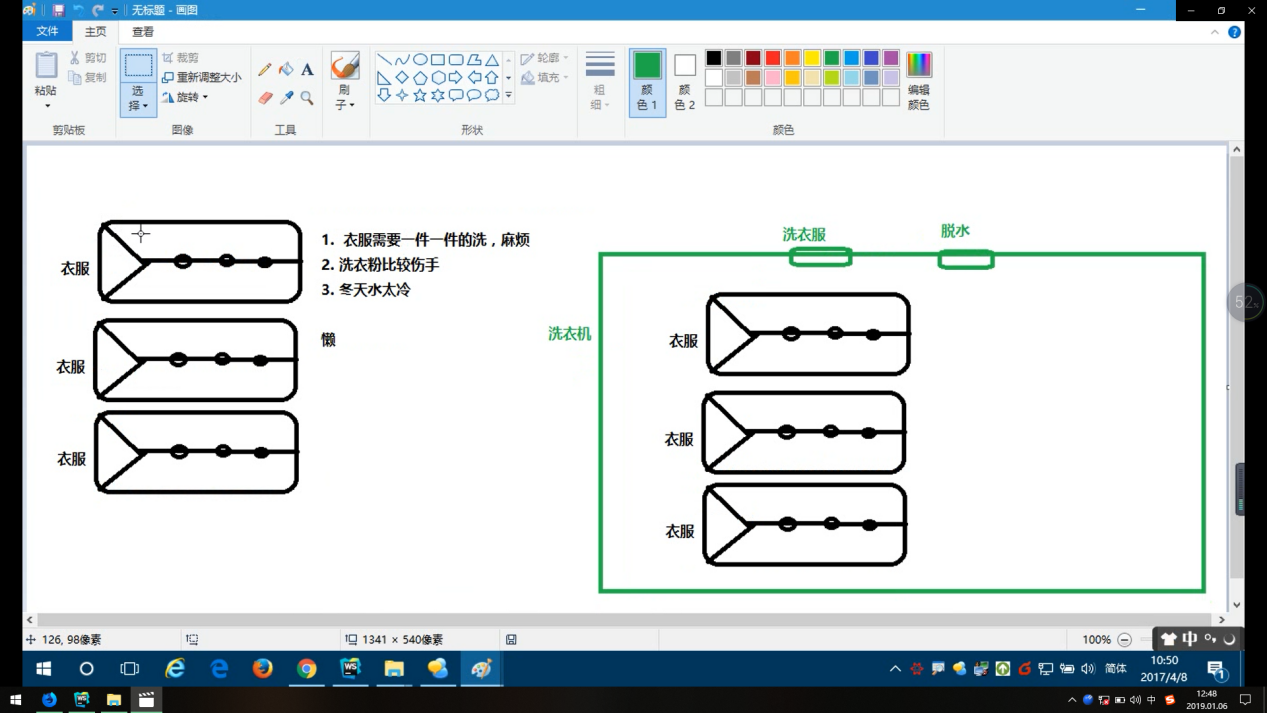 无标题 - 画图
文件 主页 查看
剪切
复制
粘贴
剪贴板
裁剪
重新调整大小
旋转
选择
图像
A
工具
刷子
轮廓
填充
形状
粗细
颜色 1
颜色 2
编辑颜色
颜色
衣服
衣服
衣服
1. 衣服需要一件一件的洗，麻烦
2. 洗衣粉比较伤手
3. 冬天水太冷
懒
洗衣服
脱水
洗衣机
衣服
衣服
衣服
52%
126, 98像素
1341 × 540像素
100%
中
WS
简体
10:50
2017/4/8
1
中
12:48
2019.01.06